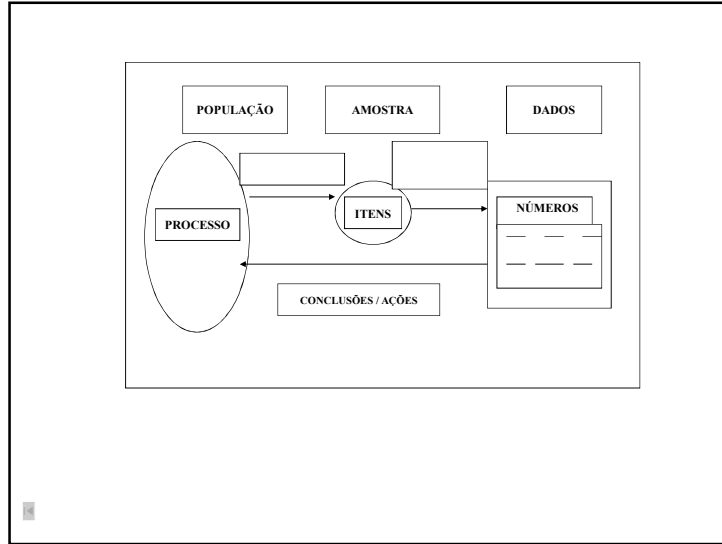 POPULAÇÃO
AMOSTRA
DADOS
PROCESSO
ITENS
NÚMEROS
CONCLUSÕES / AÇÕES